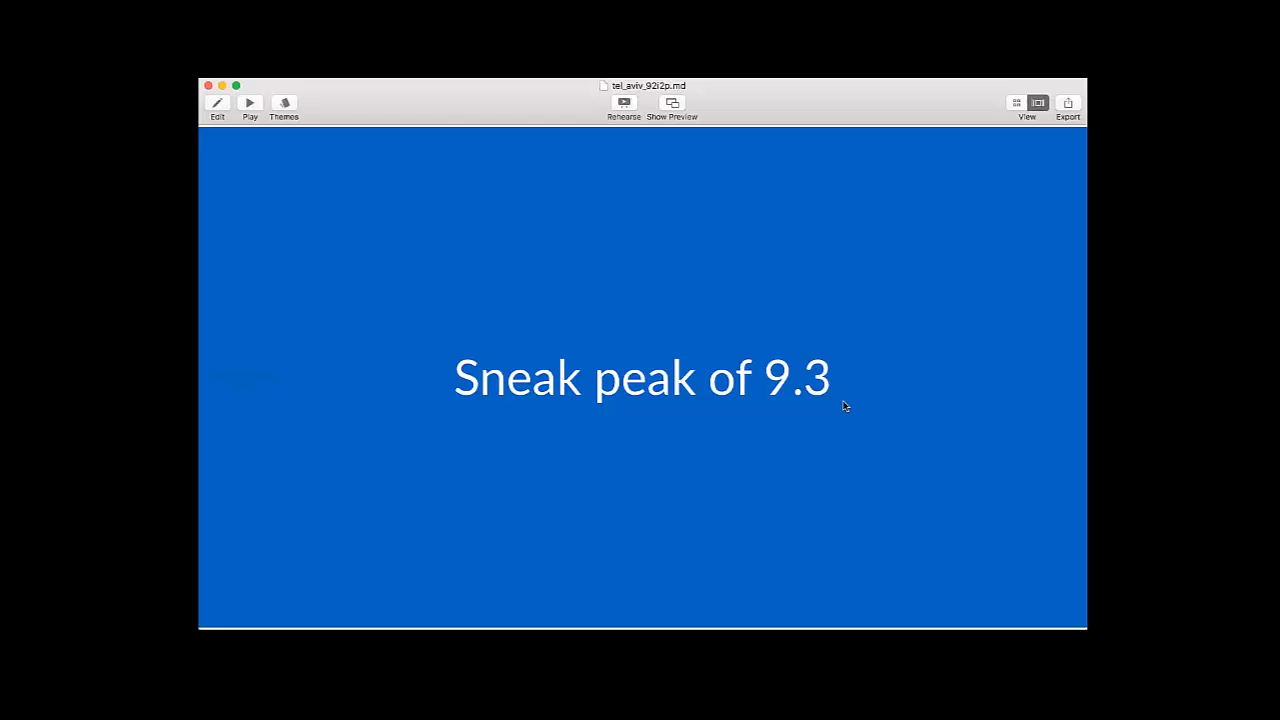 tel_aviv_92i2p.md
Edit Play Themes Rehearse Show Preview View Export
Sneak peak of 9.3